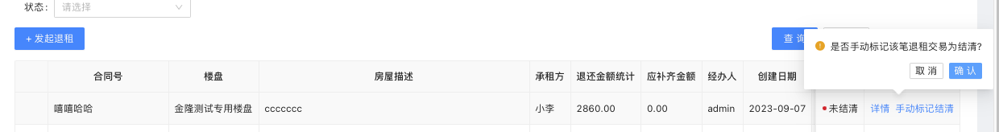 状态： 请选择
+ 发起退租
查 询
是否手动标记该笔退租交易为结清?
取 消 确 认
合同号 楼盘 房屋描述 承租方 退还金额统计 应补齐金额 经办人 创建日期
嘻嘻哈哈 金隆测试专用楼盘 ccccccc 小李 2860.00 0.00 admin 2023-09-07 未结清 详情 手动标记结清